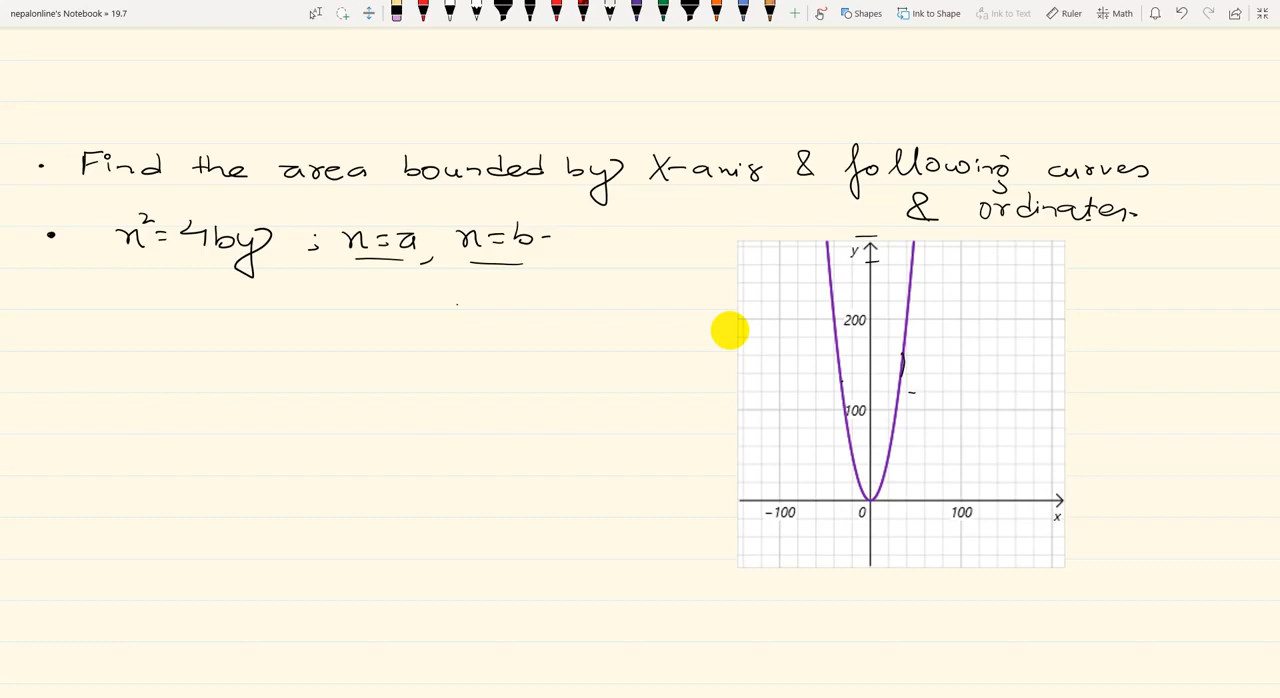 nepalonline's Notebook » 19.7
Shapes Ink to Shape Ink to Text Ruler Math
• Find the area bounded by X-axis & following curves
& ordinates.
• x² = 4by ; x = a, x = b
y
200
100
-100 0 100
x